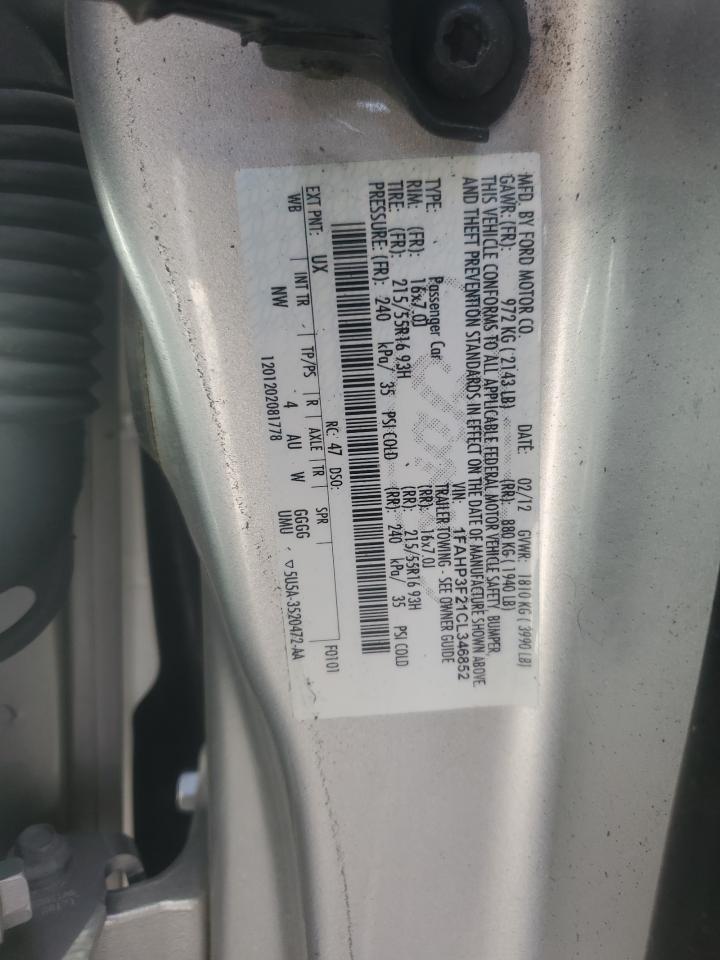 MFD. BY FORD MOTOR CO.
DATE: 02/12 GVWR: 1810 KG ( 3990 LB)
GAWR: (FR): 972 KG ( 2143 LB) (RR): 880 KG ( 1940 LB)
THIS VEHICLE CONFORMS TO ALL APPLICABLE FEDERAL MOTOR VEHICLE SAFETY, BUMPER,
AND THEFT PREVENTION STANDARDS IN EFFECT ON THE DATE OF MANUFACTURE SHOWN ABOVE.
VIN: 1FAHP3F21CL346852
TYPE: Passenger Car TRAILER TOWING - SEE OWNER GUIDE
RIM: (FR): 16x7.0J (RR): 16x7.0J
TIRE: (FR): 215/55R16 93H (RR): 215/55R16 93H
PRESSURE: (FR): 240 kPa/ 35 PSI COLD (RR): 240 kPa/ 35 PSI COLD
RC: 47 DSO: F0101
EXT PNT: UX
INT TR TP/PS R AXLE TR SPR
WB NW 4 AU W GGGG
UMU
1201202081778 5U5A-3520472-AA